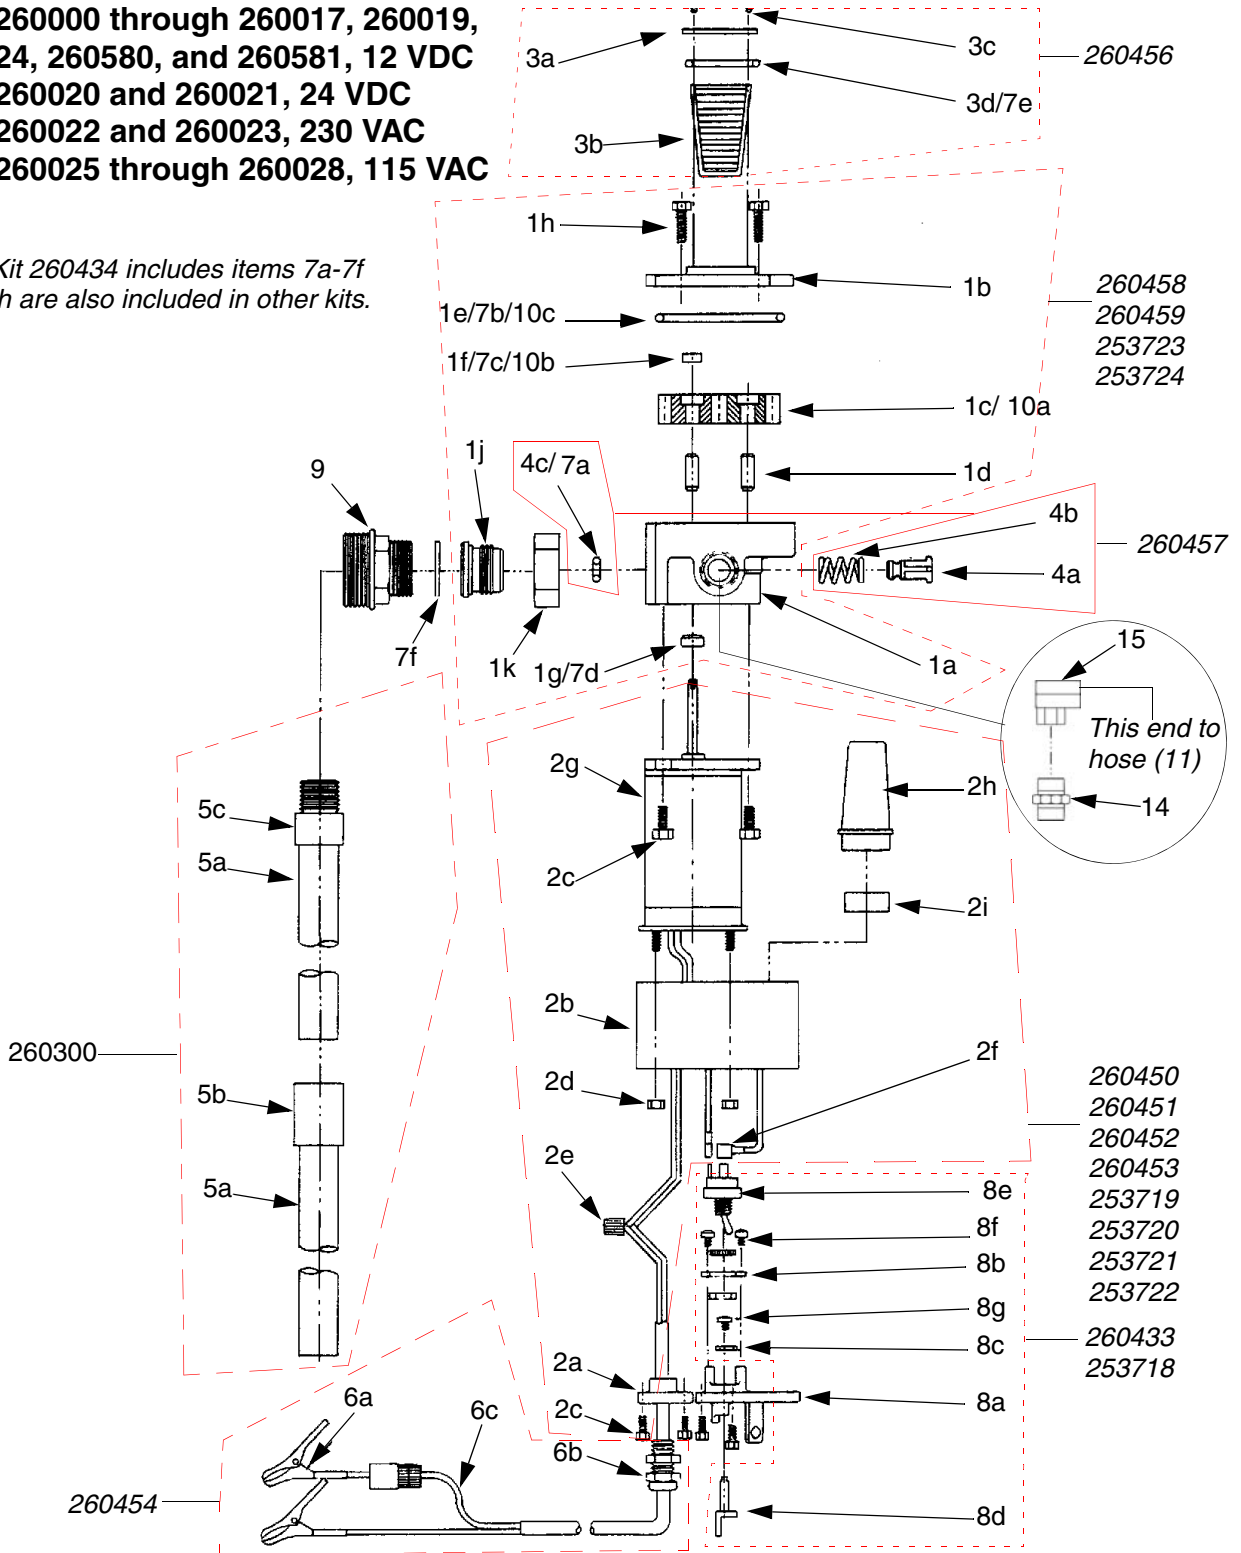 260000 through 260017, 260019,
24, 260580, and 260581, 12 VDC
260020 and 260021, 24 VDC
260022 and 260023, 230 VAC
260025 through 260028, 115 VAC
Kit 260434 includes items 7a-7f
h are also included in other kits.
3a
3c
260456
3d/7e
3b
1h
1b
260458
260459
253723
253724
1e/7b/10c
1f/7c/10b
1c/ 10a
9
1j
4c/ 7a
1d
4b
260457
4a
7f
1k
1g/7d
1a
15
This end to
hose (11)
14
2g
2h
5c
5a
2c
2i
2b
260300
2f
2d
5b
260450
260451
260452
260453
253719
253720
253721
253722
2e
5a
8e
8f
8b
8g
8c
260433
253718
2a
8a
6a
6c
2c
6b
260454
8d